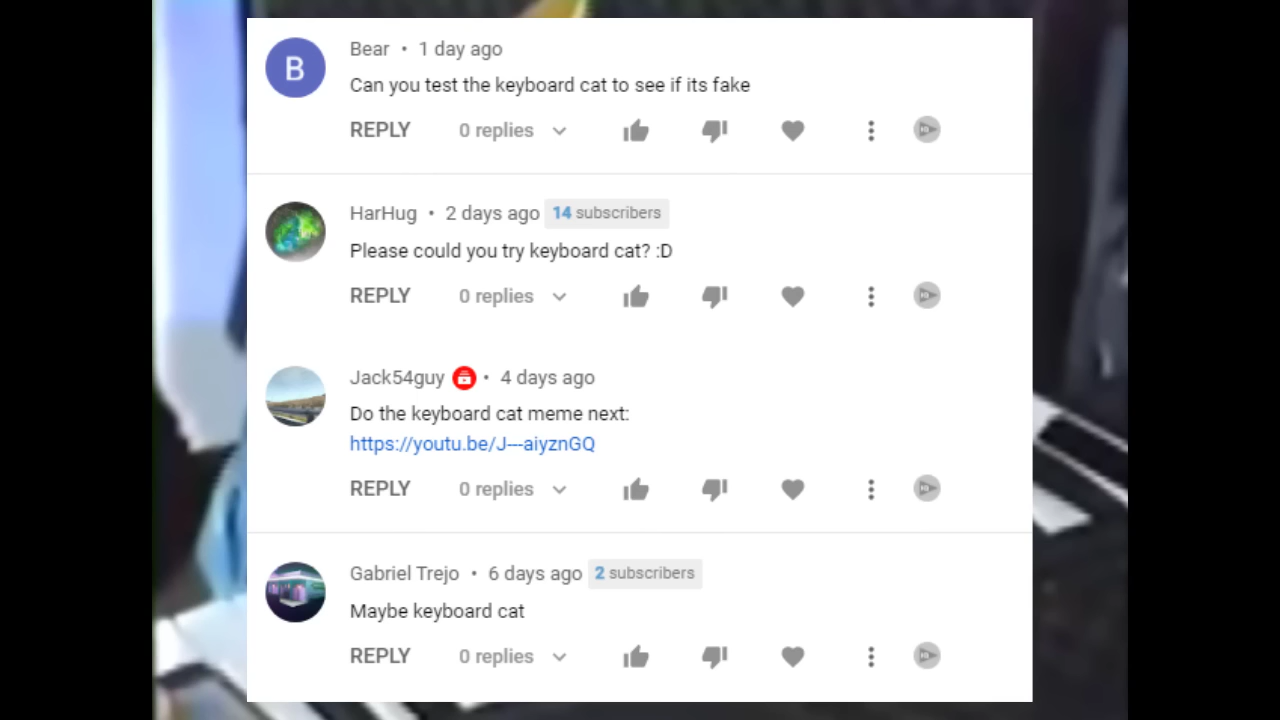 B
Bear • 1 day ago
Can you test the keyboard cat to see if its fake
REPLY 0 replies
HarHug • 2 days ago 14 subscribers
Please could you try keyboard cat? :D
REPLY 0 replies
Jack54guy • 4 days ago
Do the keyboard cat meme next:
https://youtu.be/J---aiyznGQ
REPLY 0 replies
Gabriel Trejo • 6 days ago 2 subscribers
Maybe keyboard cat
REPLY 0 replies